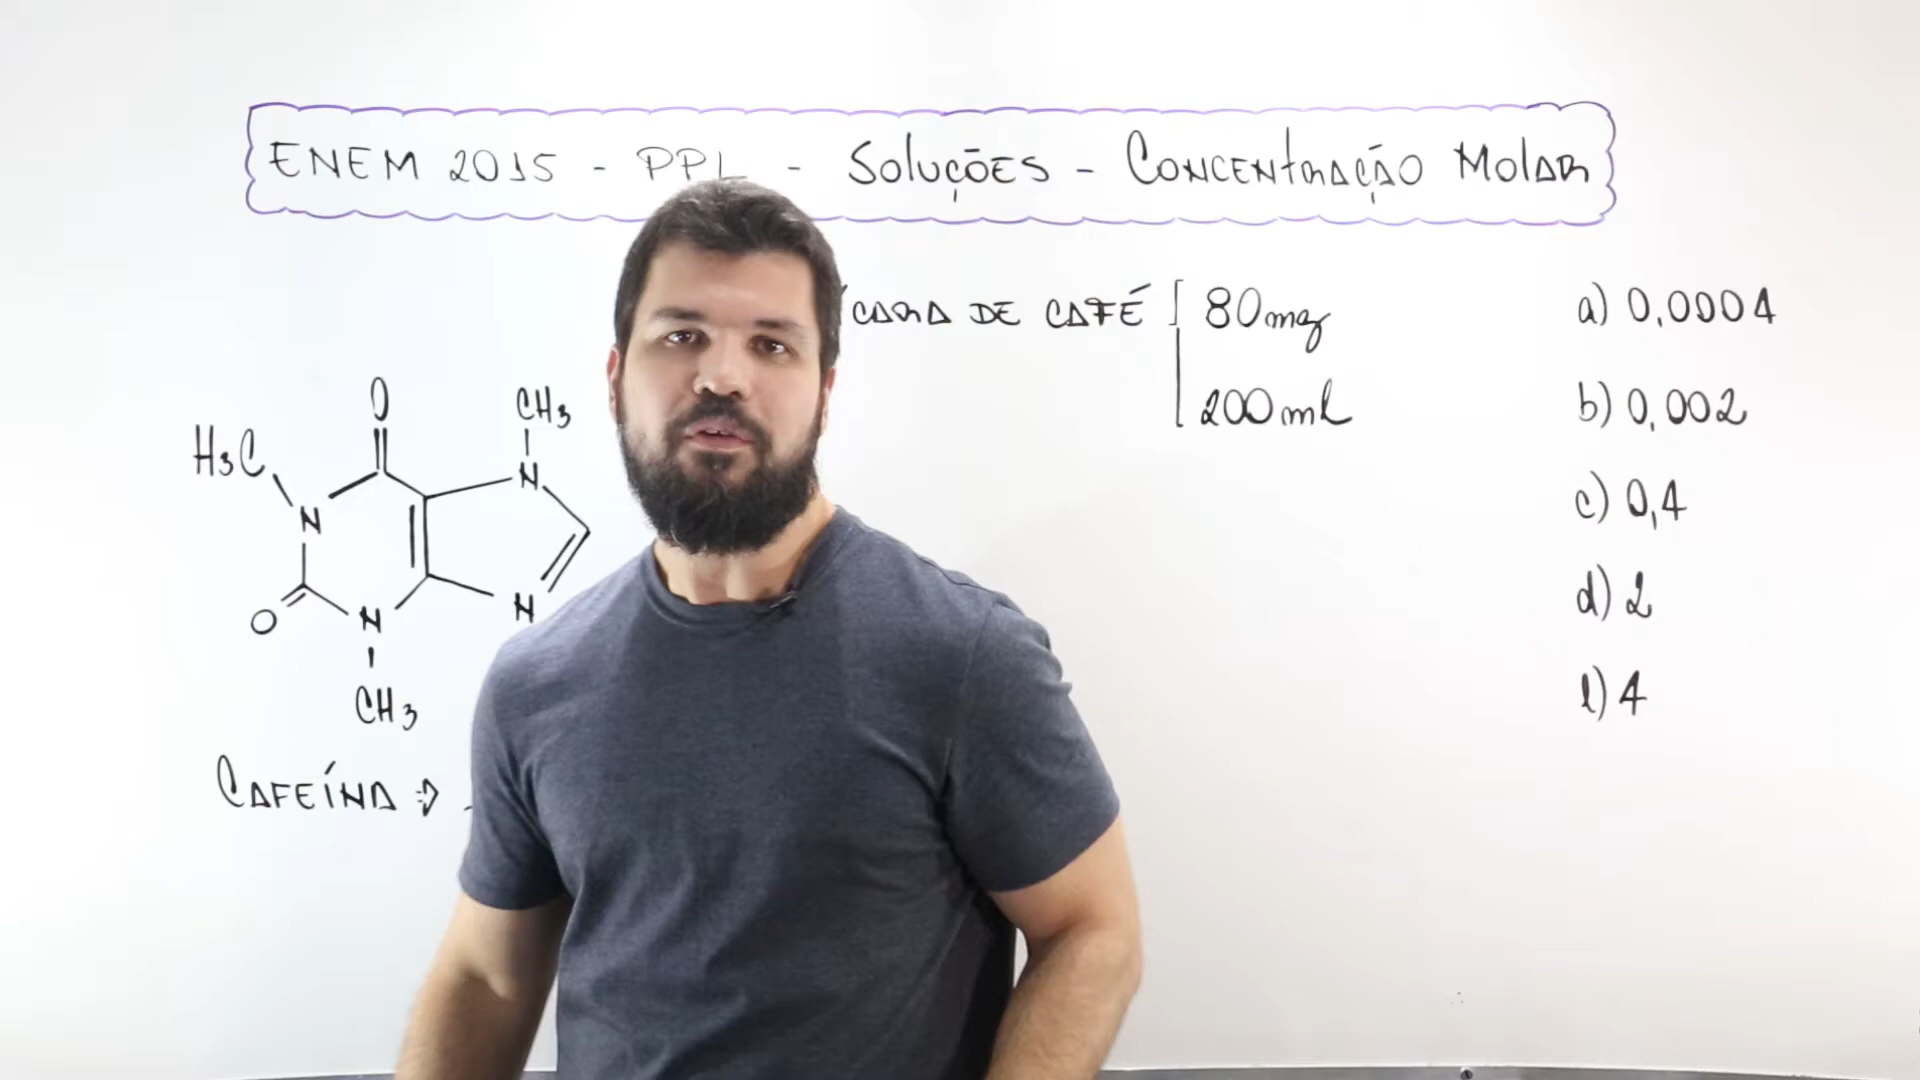 ENEM 2015 - PPL - SOLUÇÕES - CONCENTRAÇÃO MOLAR
DE CAFÉ
80mg
200mL
a) 0,0004
b) 0,002
c) 0,4
d) 2
e) 4
O
CH3
H3C
N
N
O
N
N
CH3
CAFEÍNA ⇒